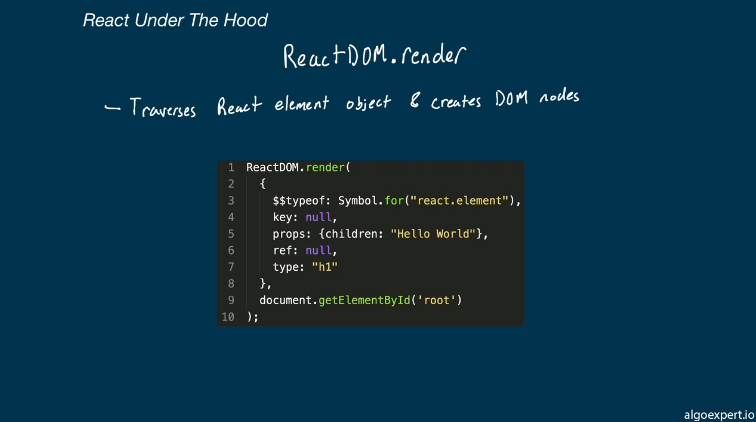 React Under The Hood
ReactDOM.render
– Traverses React element object & creates DOM nodes
1 ReactDOM.render(
2   {
3     $$typeof: Symbol.for("react.element"),
4     key: null,
5     props: {children: "Hello World"},
6     ref: null,
7     type: "h1"
8   },
9   document.getElementById('root')
10 );
algoexpert.io